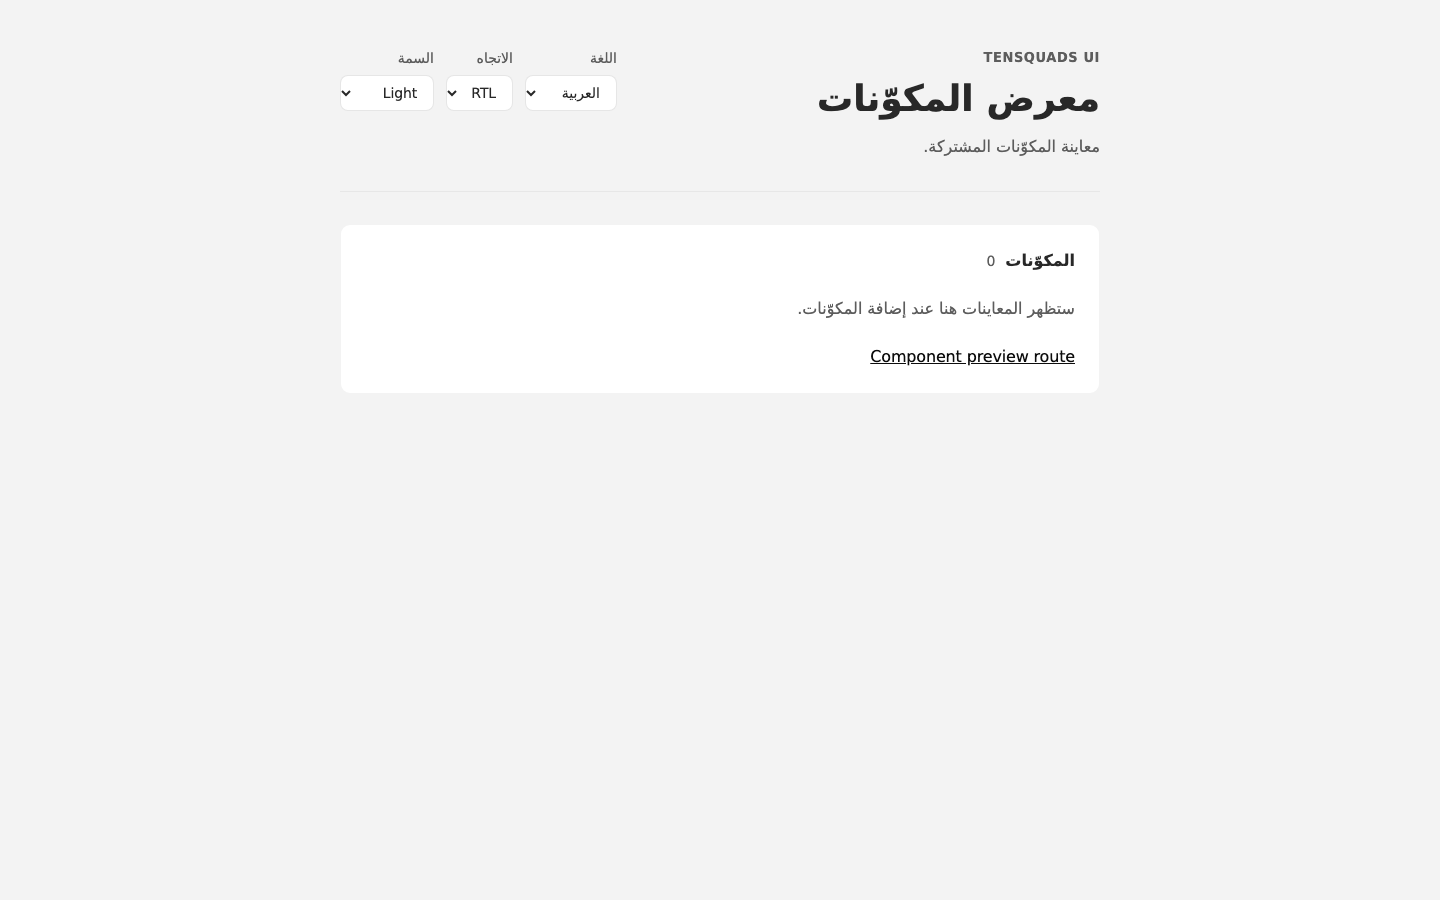 TENSQUADS UI
معرض المكوّنات
معاينة المكوّنات المشتركة.
اللغة
العربية
الاتجاه
RTL
السمة
Light
المكوّنات 0
ستظهر المعاينات هنا عند إضافة المكوّنات.
Component preview route